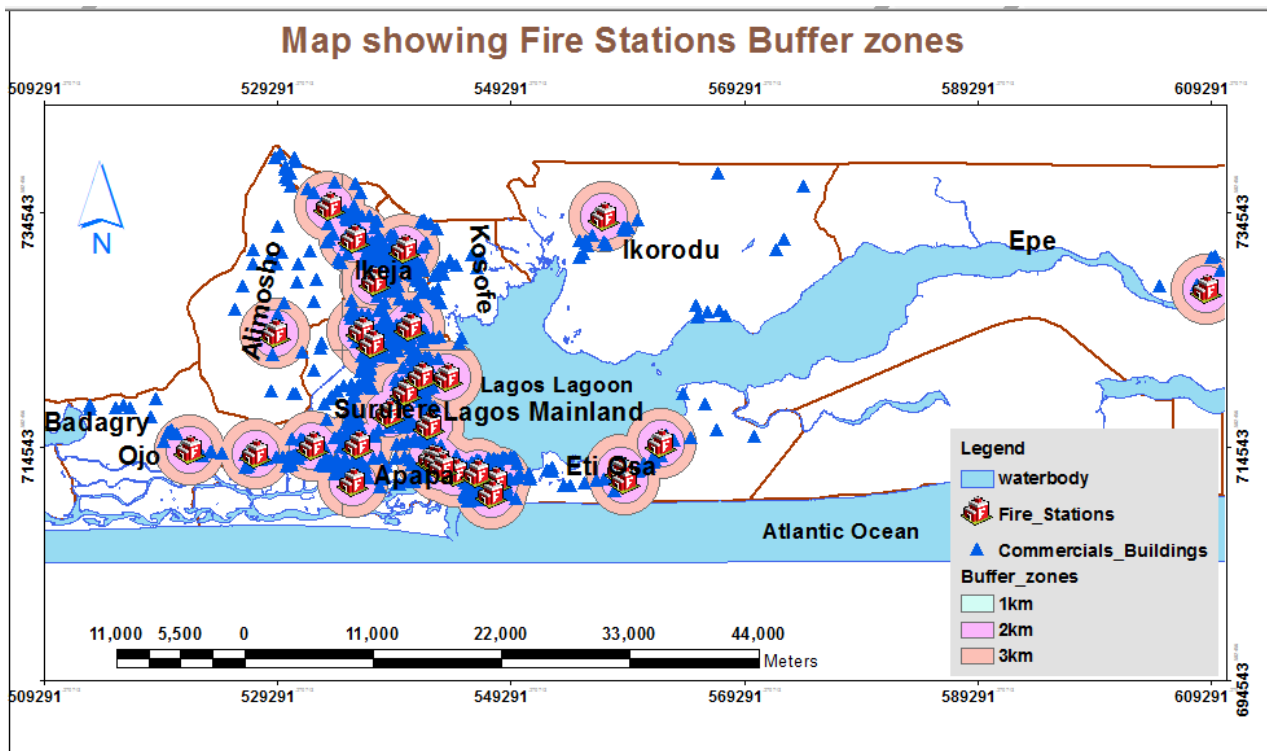 Map showing Fire Stations Buffer zones
509291 529291 549291 569291 589291 609291
734543
734543
Kosofe
Ikorodu
Epe
Ikeja
Alimosho
Lagos Lagoon
Surulere
Lagos Mainland
Badagry
Ojo
714543
714543
Eti Osa
Apapa
Atlantic Ocean
Legend
waterbody
Fire_Stations
Commercials_Buildings
Buffer_zones
1km
2km
3km
11,000 5,500 0 11,000 22,000 33,000 44,000
Meters
N
694543
509291 529291 549291 569291 589291 609291